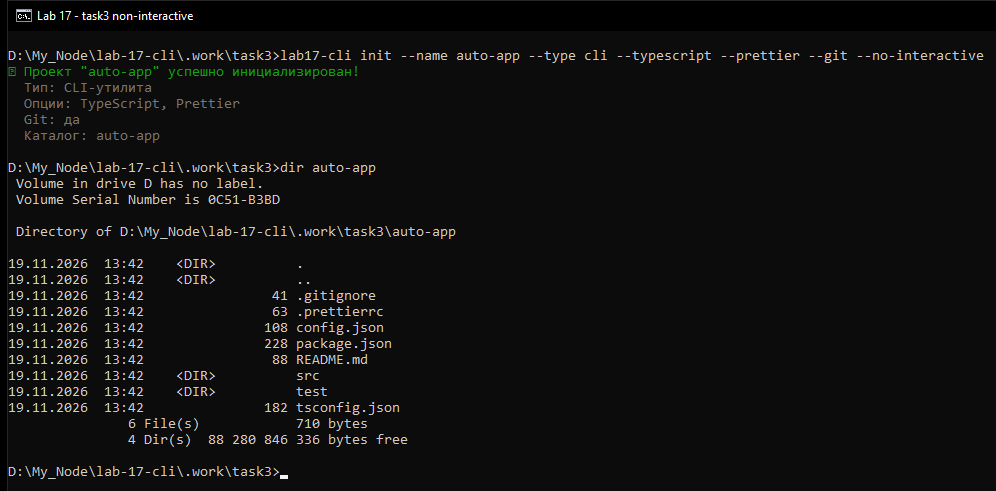 Lab 17 - task3 non-interactive
D:\My_Node\lab-17-cli\.work\task3>lab17-cli init --name auto-app --type cli --typescript --prettier --git --no-interactive
Проект "auto-app" успешно инициализирован!
Тип: CLI-утилита
Опции: TypeScript, Prettier
Git: да
Каталог: auto-app
D:\My_Node\lab-17-cli\.work\task3>dir auto-app
Volume in drive D has no label.
Volume Serial Number is 0C51-B3BD
Directory of D:\My_Node\lab-17-cli\.work\task3\auto-app
19.11.2026  13:42    <DIR>          .
19.11.2026  13:42    <DIR>          ..
19.11.2026  13:42                41 .gitignore
19.11.2026  13:42                63 .prettierrc
19.11.2026  13:42               108 config.json
19.11.2026  13:42               228 package.json
19.11.2026  13:42                88 README.md
19.11.2026  13:42    <DIR>          src
19.11.2026  13:42    <DIR>          test
19.11.2026  13:42               182 tsconfig.json
6 File(s)            710 bytes
4 Dir(s)  88 280 846 336 bytes free
D:\My_Node\lab-17-cli\.work\task3>